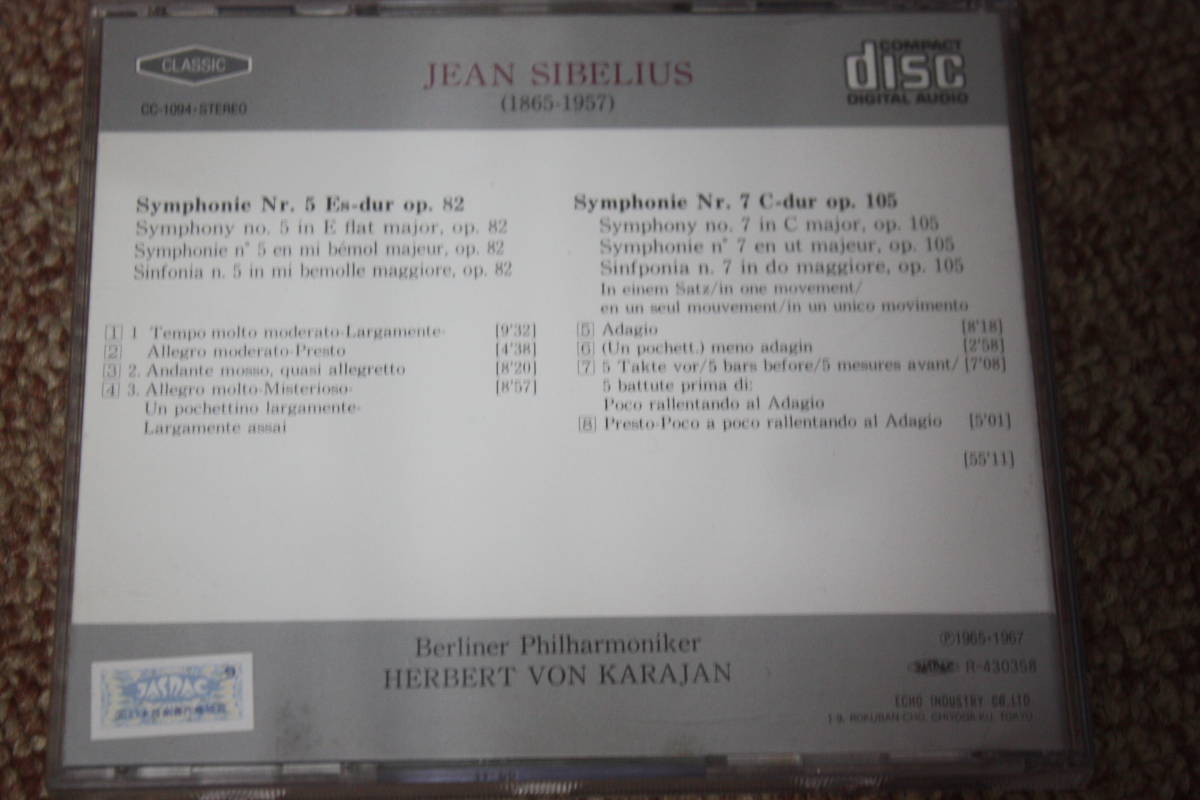 CLASSIC
CC-1094·STEREO
JEAN SIBELIUS
(1865-1957)
COMPACT
disc
DIGITAL AUDIO
Symphonie Nr. 5 Es-dur op. 82
Symphony no. 5 in E flat major, op. 82
Symphonie n° 5 en mi bémol majeur, op. 82
Sinfonia n. 5 in mi bemolle maggiore, op. 82
1 1 Tempo molto moderato-Largamente- [9'32]
2 Allegro moderato-Presto [4'38]
3 2. Andante mosso, quasi allegretto [8'20]
4 3. Allegro molto-Misterioso- [8'57]
Un pochettino largamente-
Largamente assai
Symphonie Nr. 7 C-dur op. 105
Symphony no. 7 in C major, op. 105
Symphonie n° 7 en ut majeur, op. 105
Sinfponia n. 7 in do maggiore, op. 105
In einem Satz/in one movement/
en un seul mouvement/in un unico movimento
5 Adagio [8'18]
6 (Un pochett.) meno adagin [2'58]
7 5 Takte vor/5 bars before/5 mesures avant/ [7'08]
5 battute prima di:
Poco rallentando al Adagio
8 Presto-Poco a poco rallentando al Adagio [5'01]
[55'11]
Berliner Philharmoniker
HERBERT VON KARAJAN
℗1965·1967
JASRAC R-430358
ECHO INDUSTRY CO.,LTD.
1-9, ROKUBAN-CHO, CHIYODA-KU, TOKYO
JASRAC